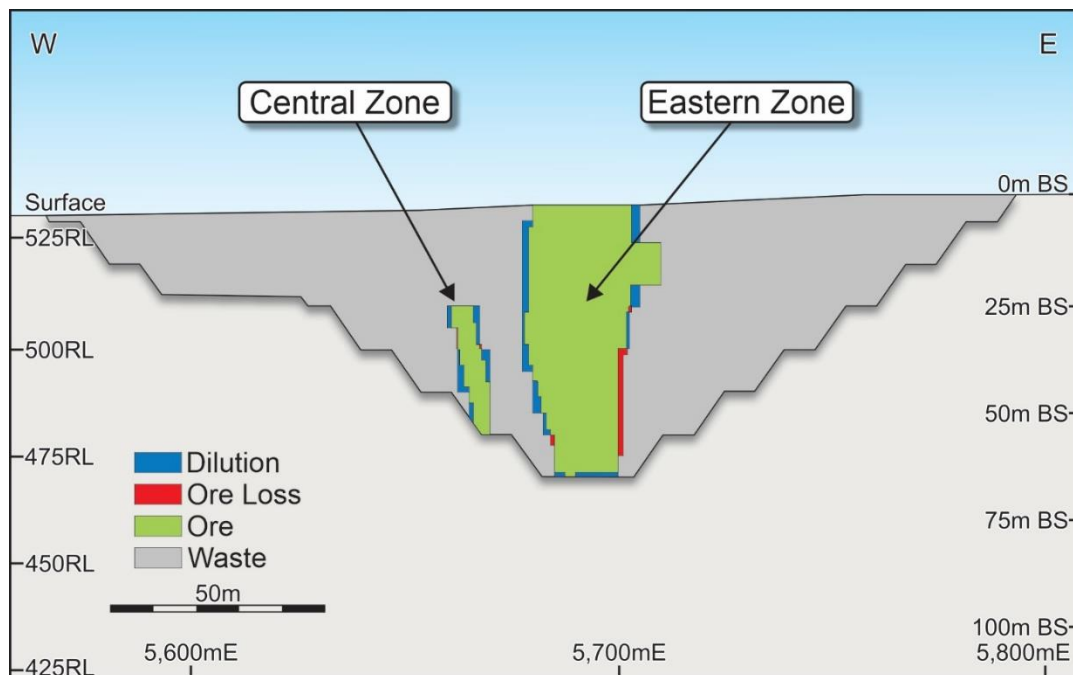 W
E
Central Zone
Eastern Zone
Surface
0m BS
525RL
25m BS
500RL
50m BS
475RL
Dilution
Ore Loss
Ore
Waste
75m BS
450RL
50m
100m BS
5,600mE
5,700mE
5,800mE
425RL